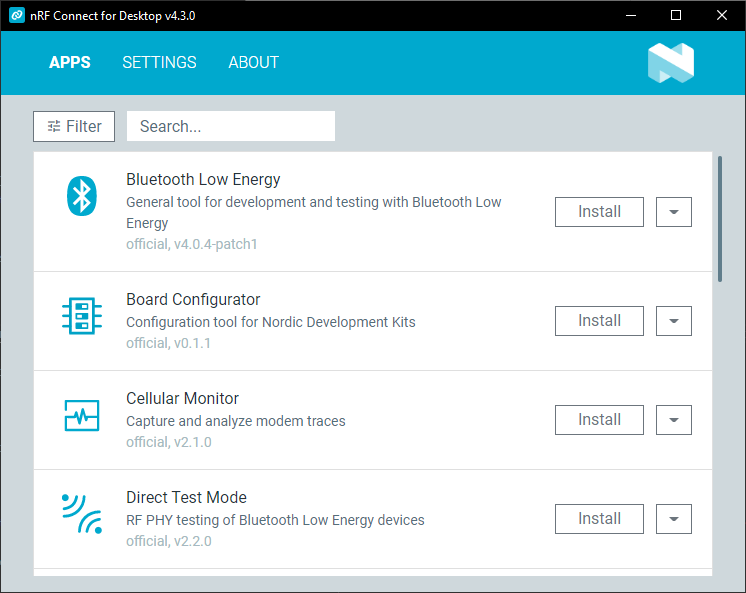 nRF Connect for Desktop v4.3.0
APPS SETTINGS ABOUT
Filter
Search...
Bluetooth Low Energy
General tool for development and testing with Bluetooth Low
Energy
official, v4.0.4-patch1
Install
Board Configurator
Configuration tool for Nordic Development Kits
official, v0.1.1
Install
Cellular Monitor
Capture and analyze modem traces
official, v2.1.0
Install
Direct Test Mode
RF PHY testing of Bluetooth Low Energy devices
official, v2.2.0
Install